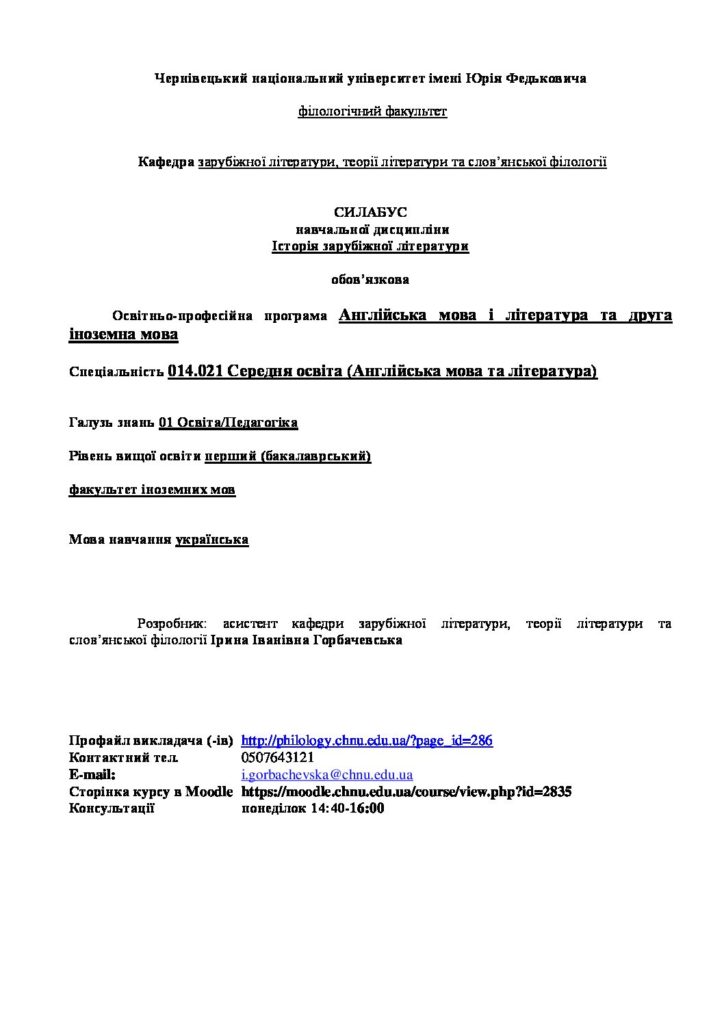 Чернівецький національний університет імені Юрія Федьковича
філологічний факультет
Кафедра зарубіжної літератури, теорії літератури та слов’янської філології
СИЛАБУС
навчальної дисципліни
Історія зарубіжної літератури
обов’язкова
Освітньо-професійна програма Англійська мова і література та друга
іноземна мова
Спеціальність 014.021 Середня освіта (Англійська мова та література)
Галузь знань 01 Освіта/Педагогіка
Рівень вищої освіти перший (бакалаврський)
факультет іноземних мов
Мова навчання українська
Розробник: асистент кафедри зарубіжної літератури, теорії літератури та
слов’янської філології Ірина Іванівна Горбачевська
Профайл викладача (-ів) http://philology.chnu.edu.ua/?page_id=286
Контактний тел. 0507643121
E-mail: i.gorbachevska@chnu.edu.ua
Сторінка курсу в Moodle https://moodle.chnu.edu.ua/course/view.php?id=2835
Консультації понеділок 14:40-16:00